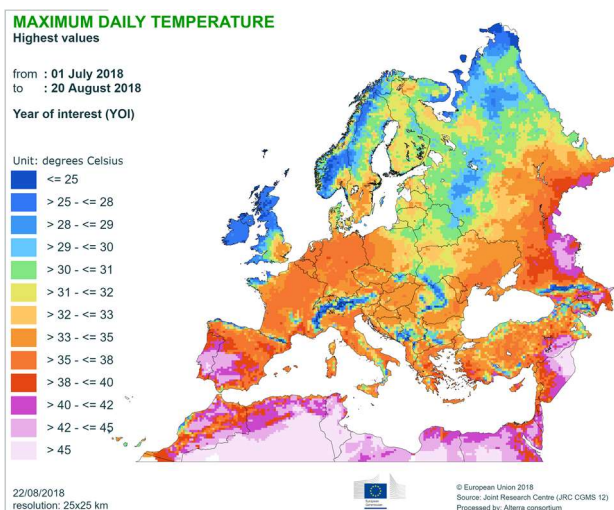 MAXIMUM DAILY TEMPERATURE
Highest values
from : 01 July 2018
to : 20 August 2018
Year of interest (YOI)
Unit: degrees Celsius
<= 25
> 25 - <= 28
> 28 - <= 29
> 29 - <= 30
> 30 - <= 31
> 31 - <= 32
> 32 - <= 33
> 33 - <= 35
> 35 - <= 38
> 38 - <= 40
> 40 - <= 42
> 42 - <= 45
> 45
22/08/2018
resolution: 25x25 km
European
Commission
© European Union 2018
Source: Joint Research Centre (JRC CGMS 12)
Processed by: Alterra consortium